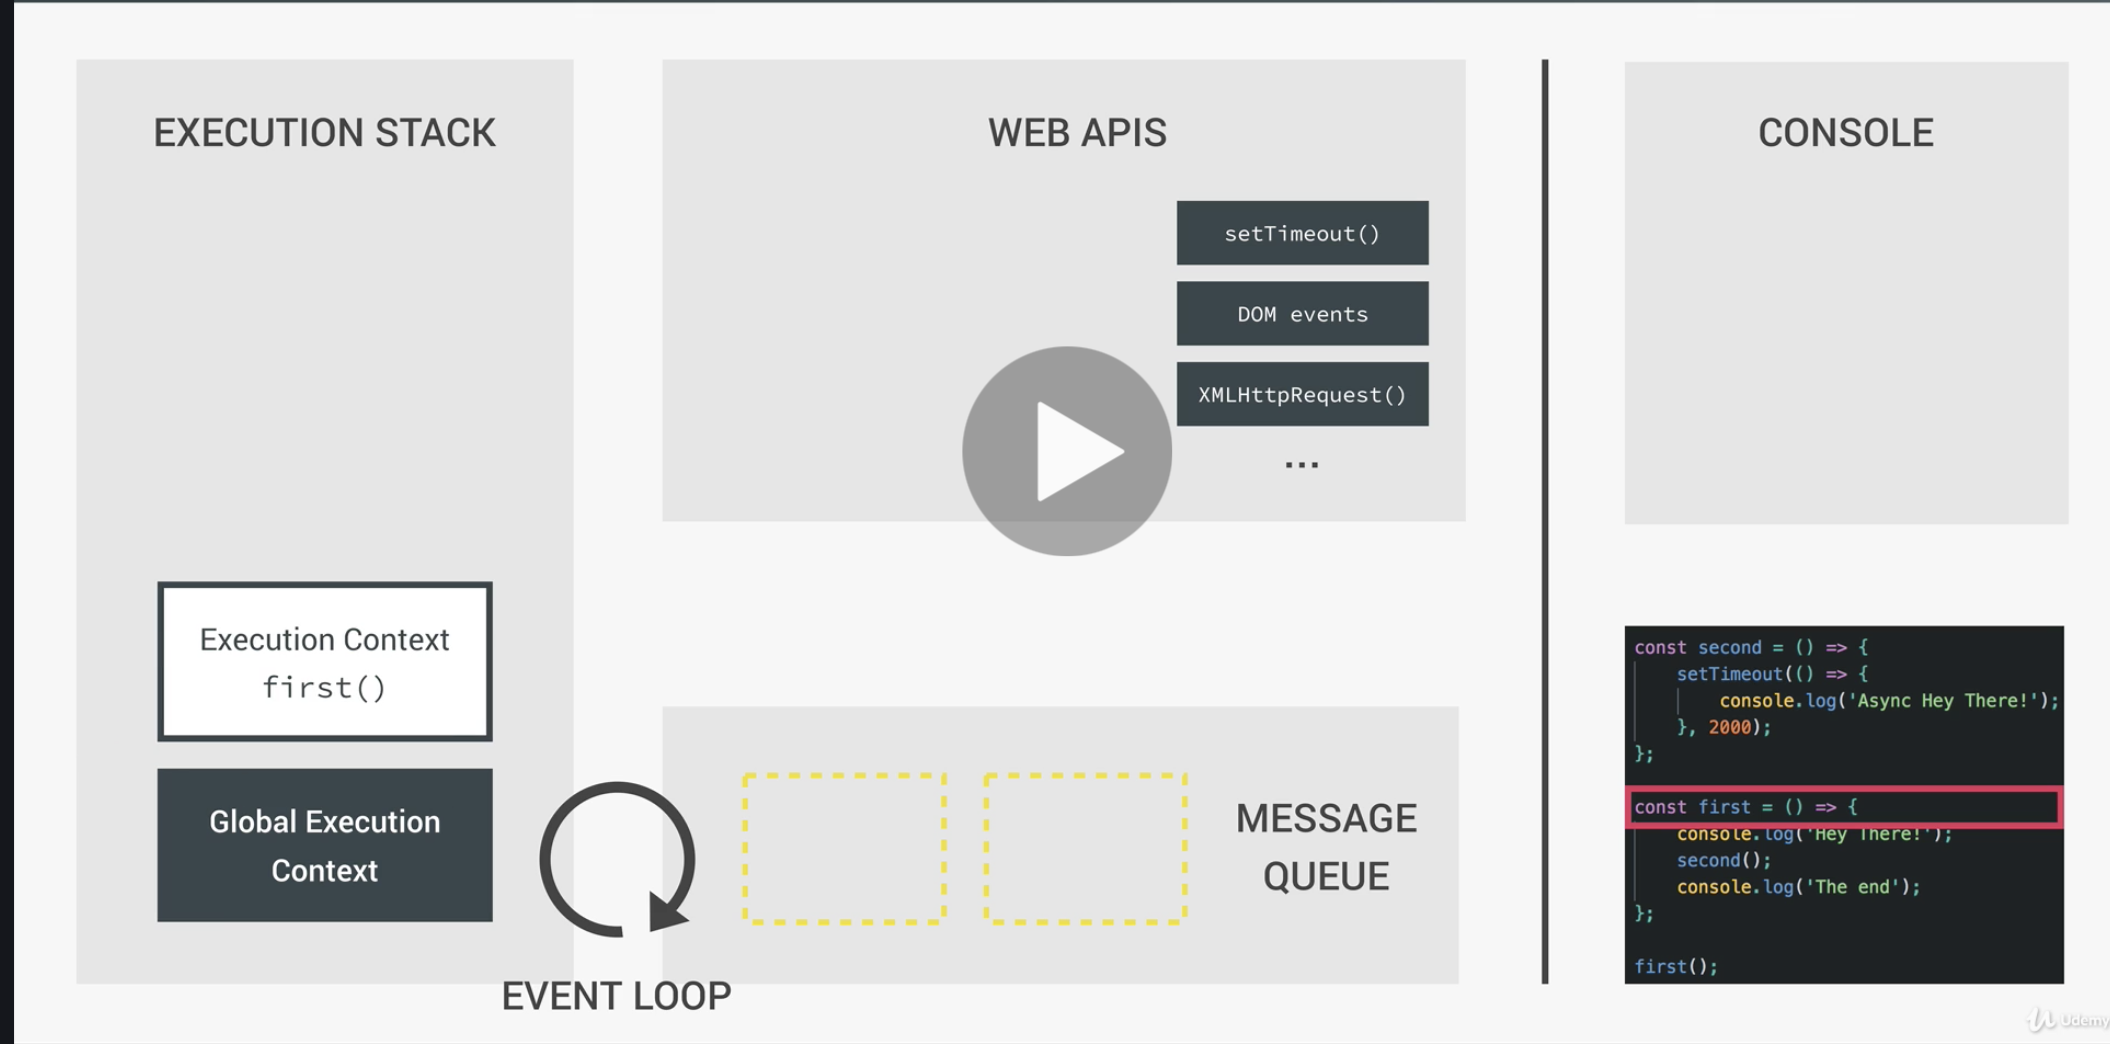 EXECUTION STACK
Execution Context
first()
Global Execution
Context
EVENT LOOP
WEB APIS
setTimeout()
DOM events
XMLHttpRequest()
...
MESSAGE
QUEUE
CONSOLE
const second = () => {
    setTimeout(() => {
        console.log('Async Hey There!');
    }, 2000);
};
const first = () => {
    console.log('Hey There!');
    second();
    console.log('The end');
};
first();
Udemy